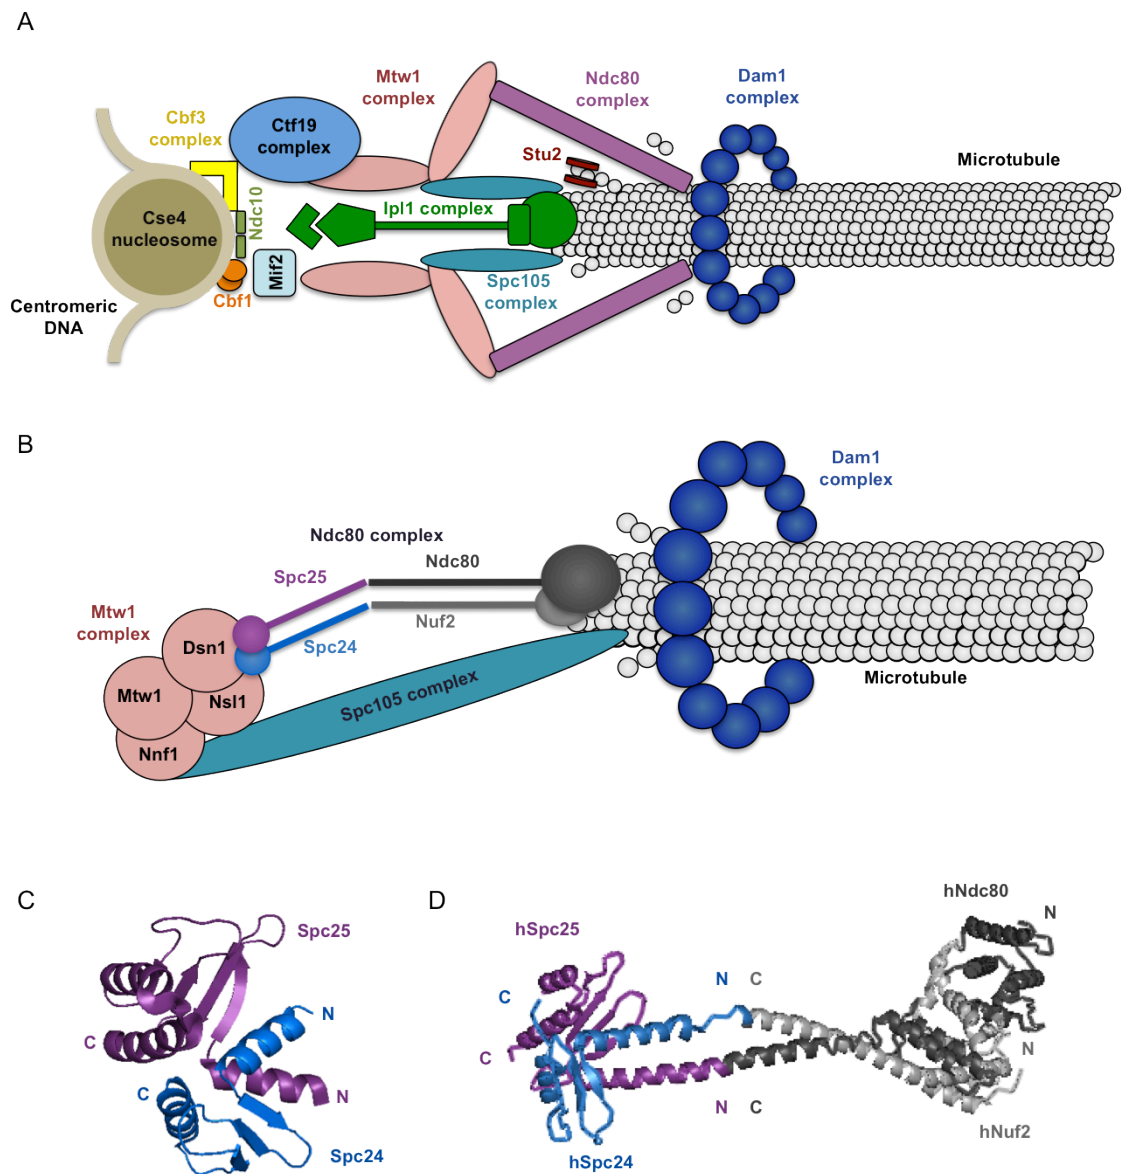 A
Mtw1
complex
Ndc80
complex
Dam1
complex
Cbf3
complex
Ctf19
complex
Stu2
Microtubule
Cse4
nucleosome
Ndc10
Ipl1 complex
Mif2
Spc105
complex
Cbf1
Centromeric
DNA
B
Dam1
complex
Ndc80 complex
Ndc80
Spc25
Nuf2
Mtw1
complex
Dsn1
Spc24
Mtw1
Nsl1
Spc105 complex
Nnf1
Microtubule
C
Spc25
N
C
C
N
Spc24
D
hNdc80
N
hSpc25
N C
C
C
N
N C
hNuf2
hSpc24